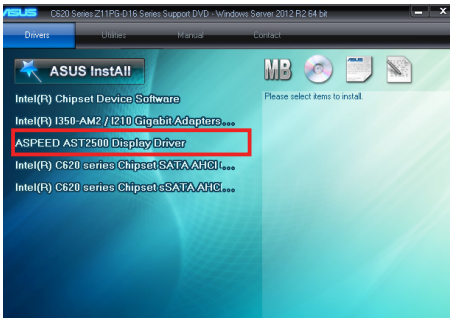 ASUS C620 Series Z11PG-D16 Series Support DVD - Windows Server 2012 R2 64 bit
Drivers Utilities Manual Contact
ASUS InstAll
MB
Please select items to install.
Intel(R) Chipset Device Software
Intel(R) I350-AM2 / I210 Gigabit Adapters...
ASPEED AST2500 Display Driver
Intel(R) C620 series Chipset SATA AHCI ...
Intel(R) C620 series Chipset sSATA AHC...